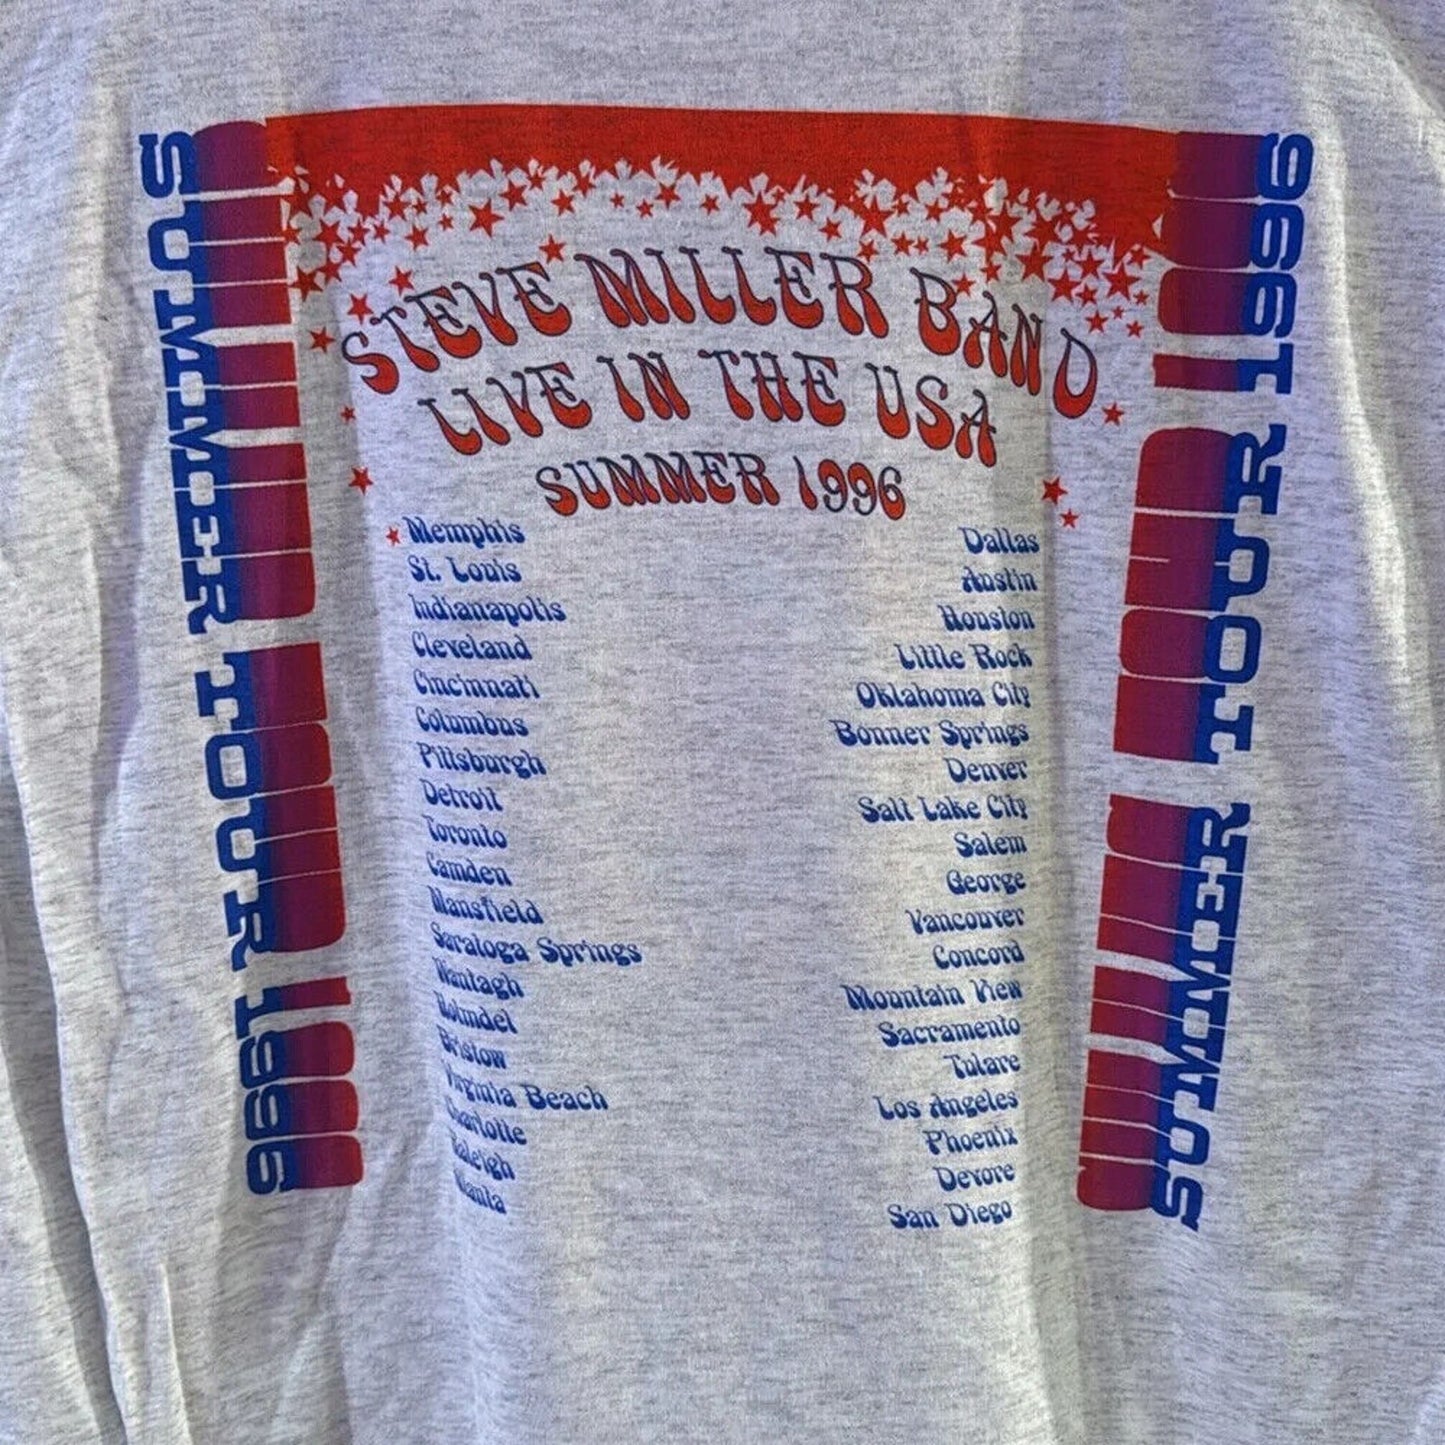 STEVE MILLER BAND
LIVE IN THE USA
SUMMER 1996
SUMMER TOUR 1996
Memphis
St. Louis
Indianapolis
Cleveland
Cincinnati
Columbus
Pittsburgh
Detroit
Toronto
Camden
Mansfield
Saratoga Springs
Wantagh
Holmdel
Bristow
Virginia Beach
Charlotte
Raleigh
Atlanta
Dallas
Austin
Houston
Little Rock
Oklahoma City
Bonner Springs
Denver
Salt Lake City
Salem
George
Vancouver
Concord
Mountain View
Sacramento
Tulare
Los Angeles
Phoenix
Devore
San Diego
SUMMER TOUR 1996